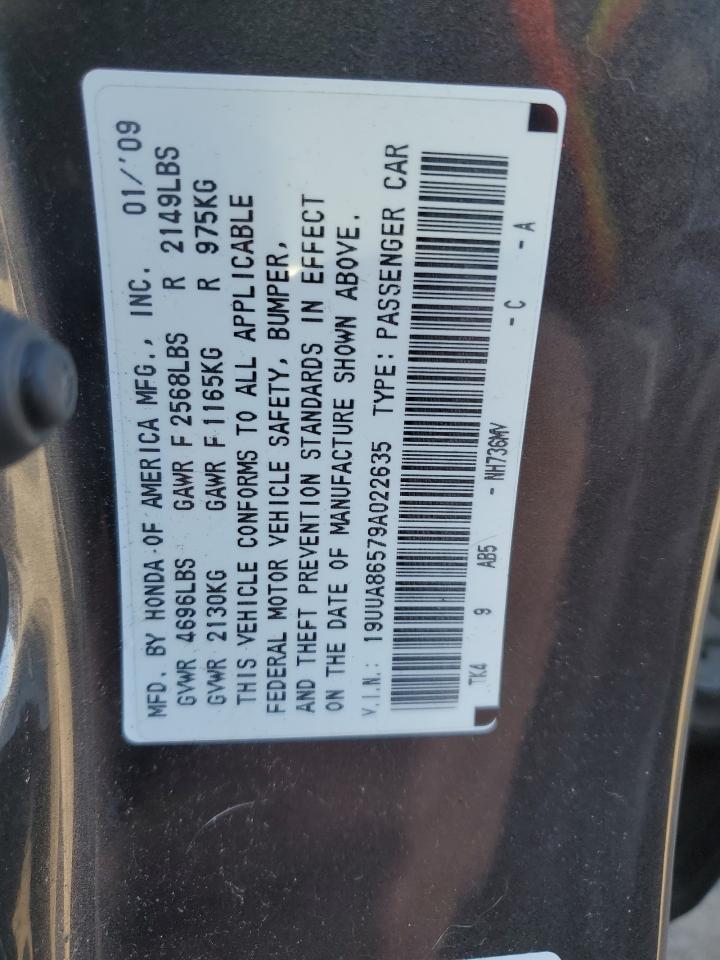 MFD. BY HONDA OF AMERICA MFG., INC. 01/'09
GVWR 4696LBS GAWR F 2568LBS R 2149LBS
GVWR 2130KG GAWR F 1165KG R 975KG
THIS VEHICLE CONFORMS TO ALL APPLICABLE
FEDERAL MOTOR VEHICLE SAFETY, BUMPER,
AND THEFT PREVENTION STANDARDS IN EFFECT
ON THE DATE OF MANUFACTURE SHOWN ABOVE.
V.I.N.: 19UUA86579A022635 TYPE: PASSENGER CAR
TK4 9 AB5 - NH736MV - C - A